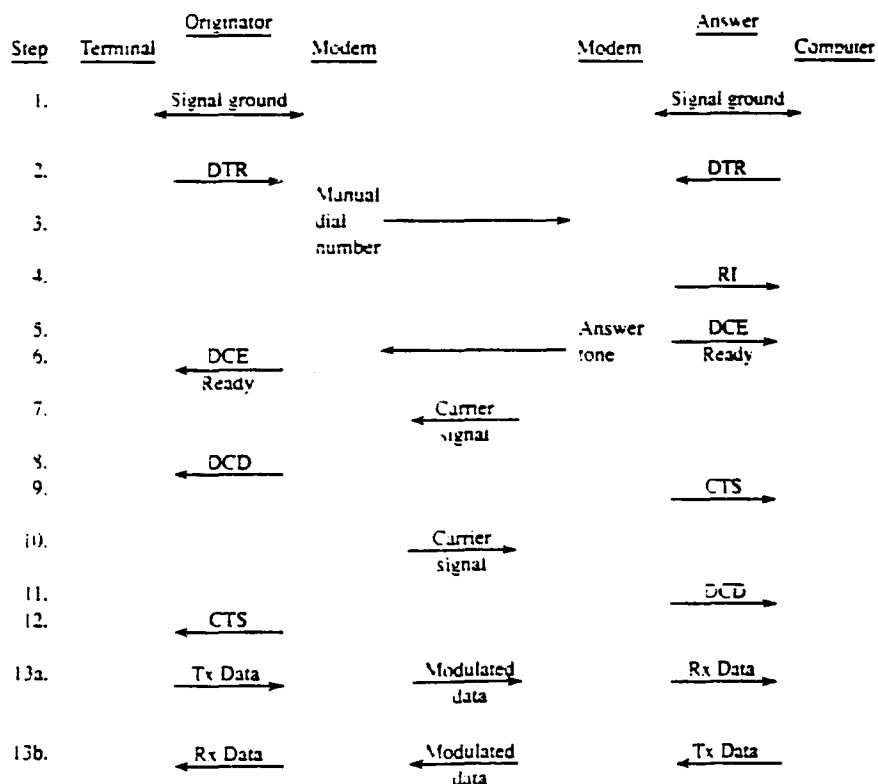 Originator Answer
Step Terminal Modem Modem Computer
1. Signal ground Signal ground
2. DTR DTR
Manual
3. dial
number
4. RI
5. Answer DCE
6. DCE tone Ready
Ready
7. Carrier
signal
8. DCD
9. CTS
10. Carrier
signal
11. DCD
12. CTS
13a. Tx Data Modulated Rx Data
data
13b. Rx Data Modulated Tx Data
data